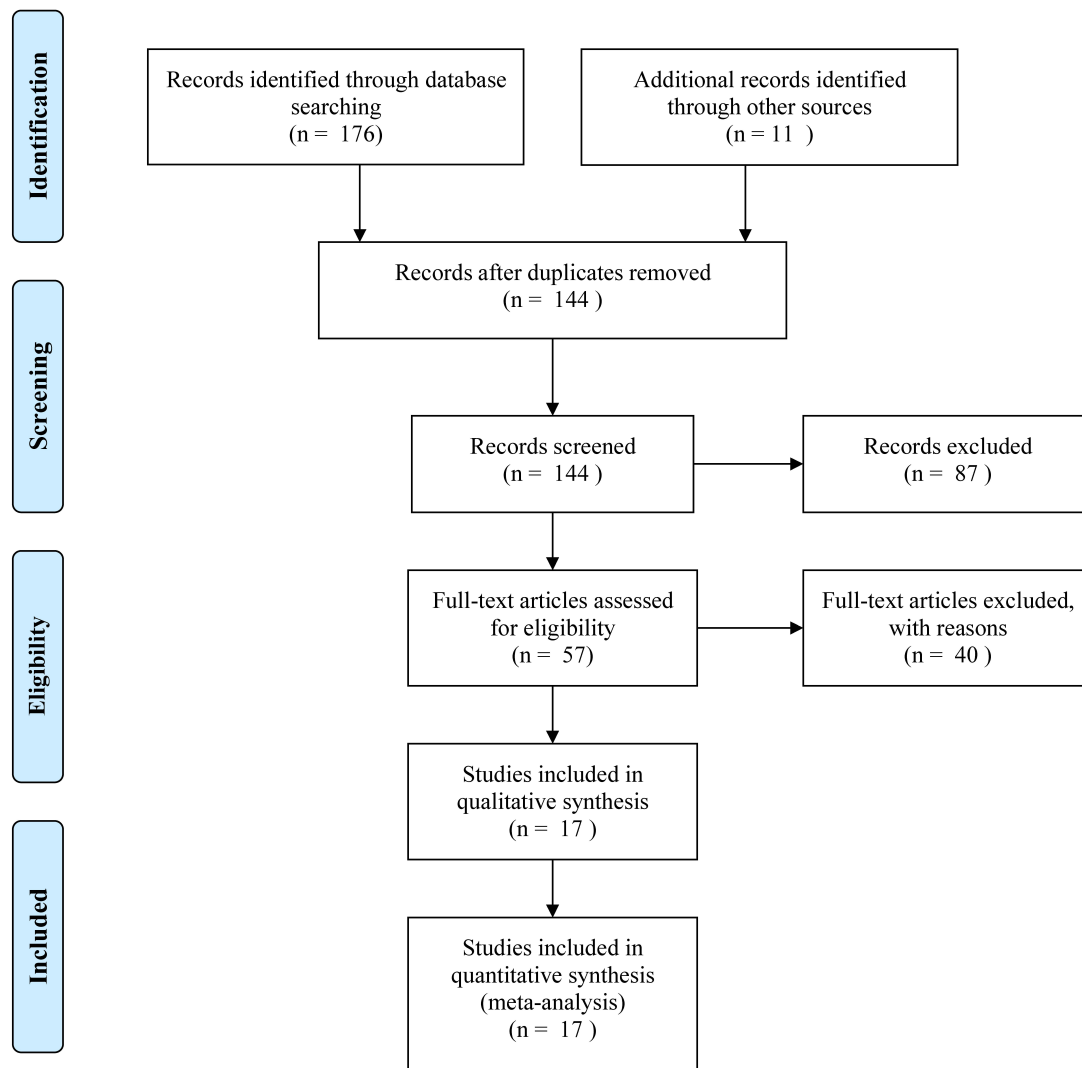 Identification
Records identified through database
searching
(n =  176)
Additional records identified
through other sources
(n = 11  )
Records after duplicates removed
(n =  144 )
Screening
Records screened
(n =  144 )
Records excluded
(n =  87 )
Eligibility
Full-text articles assessed
for eligibility
(n =  57)
Full-text articles excluded,
with reasons
(n =  40 )
Studies included in
qualitative synthesis
(n =  17 )
Included
Studies included in
quantitative synthesis
(meta-analysis)
(n =  17 )